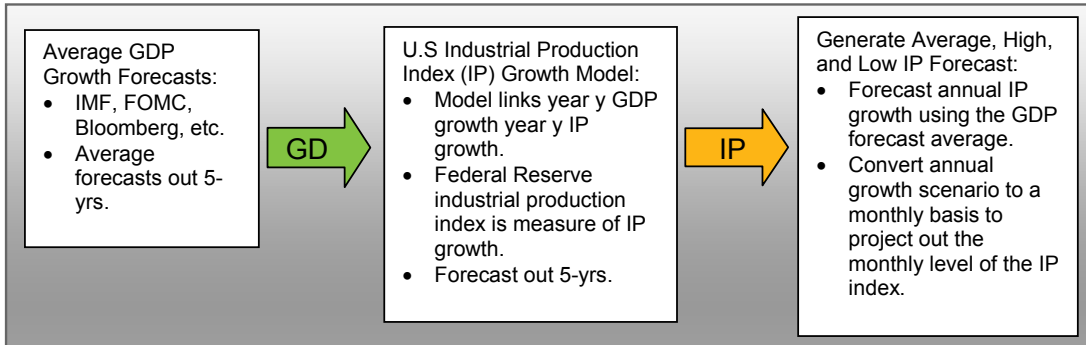 Average GDP
Growth Forecasts:
• IMF, FOMC,
Bloomberg, etc.
• Average
forecasts out 5-
yrs.
GD
U.S Industrial Production
Index (IP) Growth Model:
• Model links year y GDP
growth year y IP
growth.
• Federal Reserve
industrial production
index is measure of IP
growth.
• Forecast out 5-yrs.
IP
Generate Average, High,
and Low IP Forecast:
• Forecast annual IP
growth using the GDP
forecast average.
• Convert annual
growth scenario to a
monthly basis to
project out the
monthly level of the IP
index.